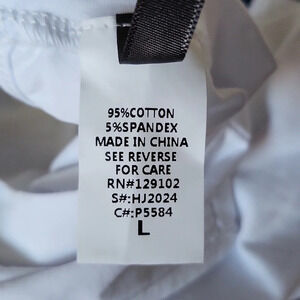 95%COTTON
5%SPANDEX
MADE IN CHINA
SEE REVERSE
FOR CARE
RN#129102
S#:HJ2024
C#:P5584
L